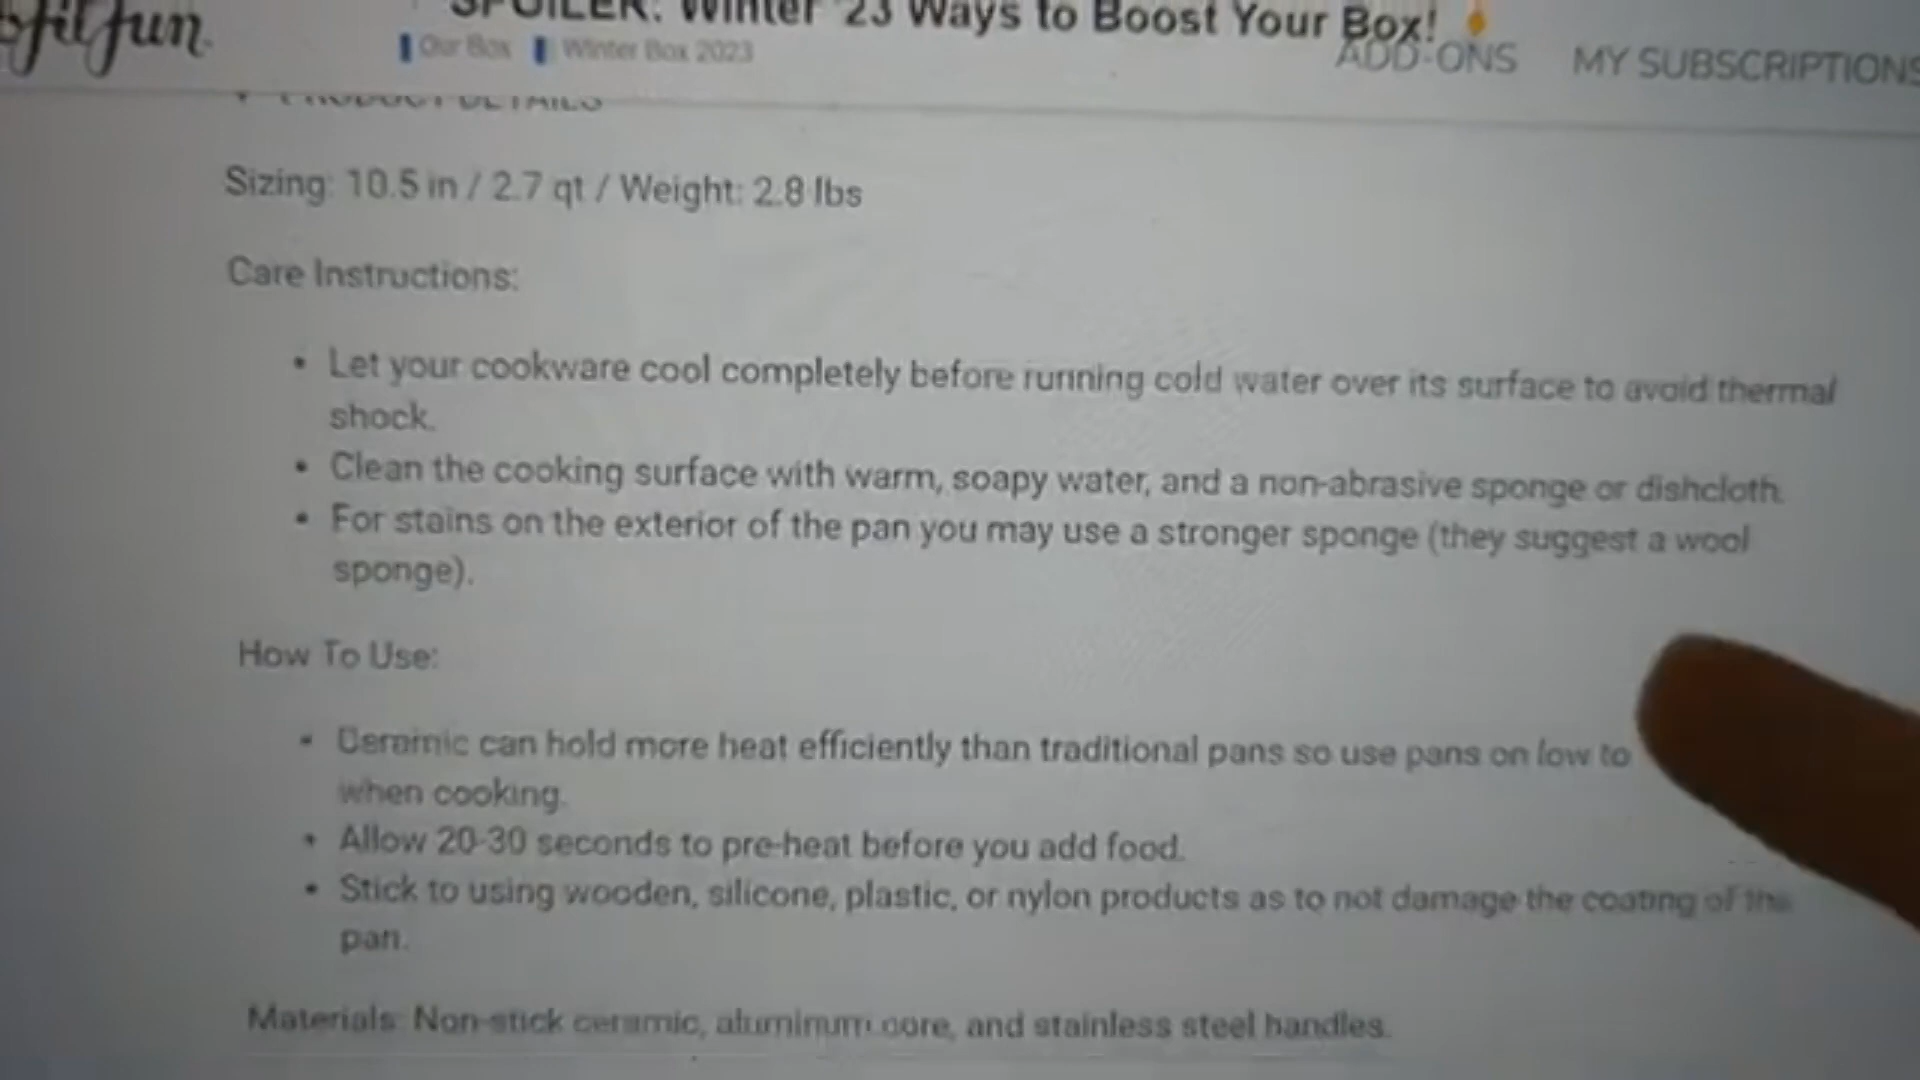 fitfun
SPOILER: Winter '23 Ways to Boost Your Box!
Our Box Winter Box 2023
ADD-ONS MY SUBSCRIPTIONS
PRODUCT DETAILS
Sizing: 10.5 in / 2.7 qt / Weight: 2.8 lbs
Care Instructions:
• Let your cookware cool completely before running cold water over its surface to avoid thermal
shock.
• Clean the cooking surface with warm, soapy water, and a non-abrasive sponge or dishcloth.
• For stains on the exterior of the pan you may use a stronger sponge (they suggest a wool
sponge).
How To Use:
• Ceramic can hold more heat efficiently than traditional pans so use pans on low to
when cooking.
• Allow 20-30 seconds to pre-heat before you add food.
• Stick to using wooden, silicone, plastic, or nylon products as to not damage the coating of the
pan.
Materials: Non-stick ceramic, aluminum core, and stainless steel handles.